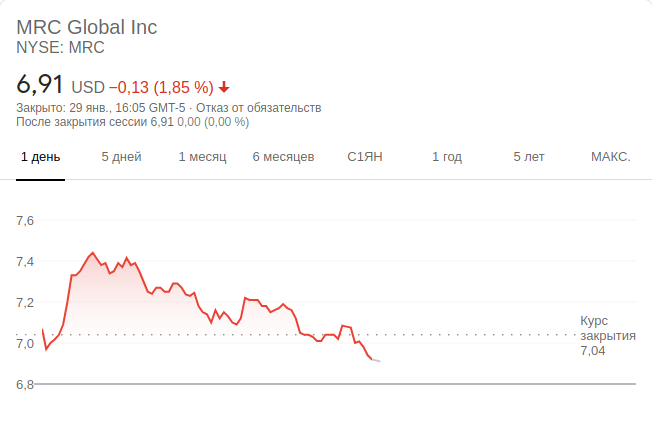 MRC Global Inc
NYSE: MRC
6,91 USD −0,13 (1,85 %)
Закрыто: 29 янв., 16:05 GMT-5 · Отказ от обязательств
После закрытия сессии 6,91 0,00 (0,00 %)
1 день 5 дней 1 месяц 6 месяцев С1ЯН 1 год 5 лет МАКС.
7,6
7,4
7,2
7,0
6,8
Курс
закрытия
7,04